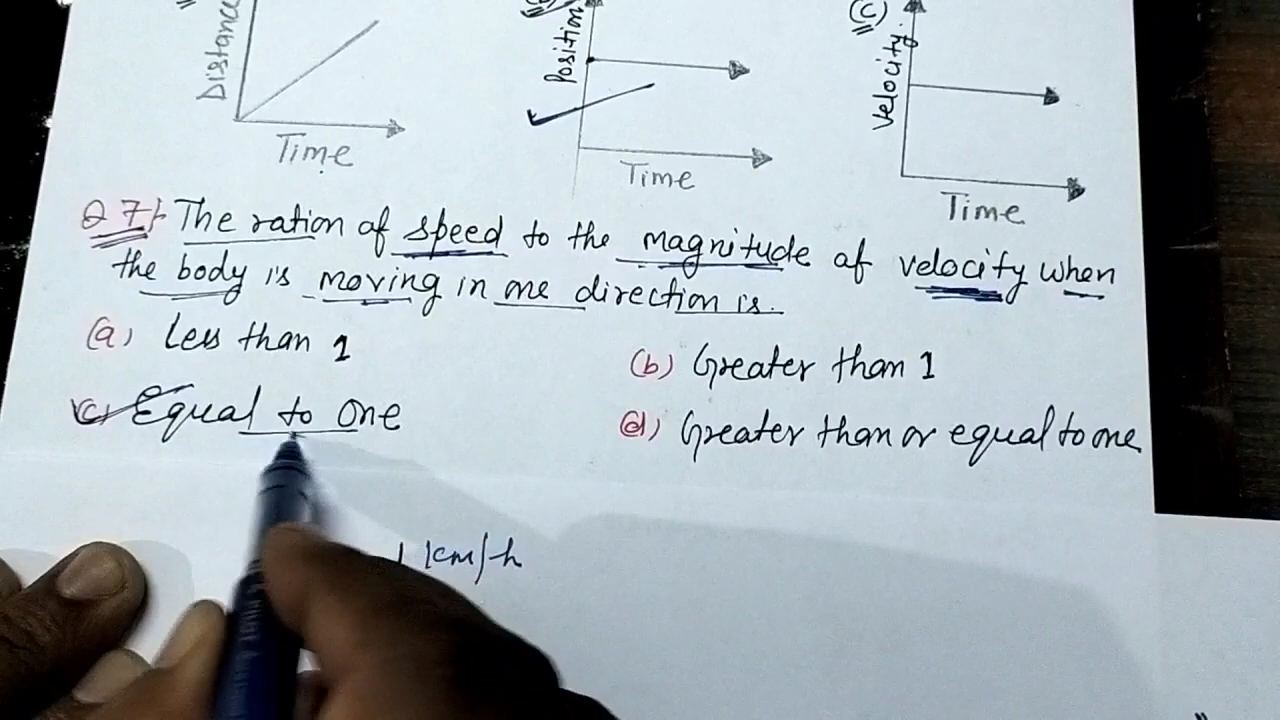 Distance
Time
Position
Time
(C)
Velocity.
Time
Q 7):- The ration of speed to the magnitude of velocity when
the body is moving in one direction is.
(a) Less than 1
(b) Greater than 1
(c) Equal to One
(d) Greater than or equal to one
1 km/h